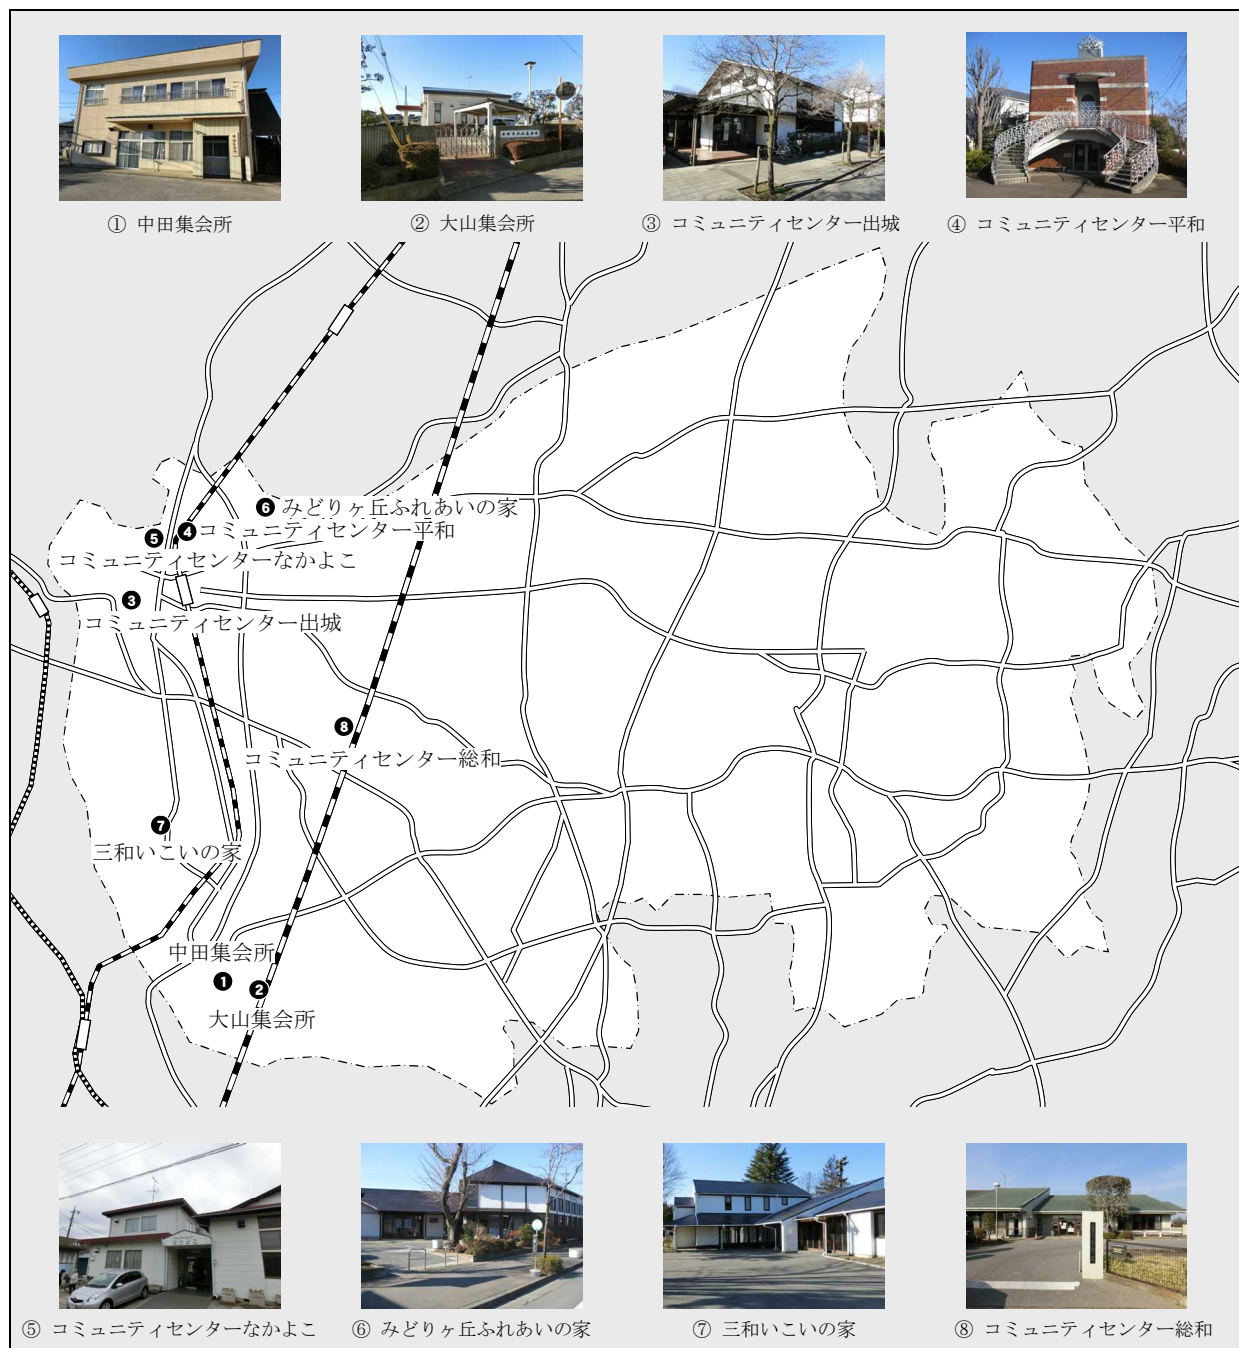 ① 中田集会所
② 大山集会所
③ コミュニティセンター出城
④ コミュニティセンター平和
❻ みどりヶ丘ふれあいの家
❹ コミュニティセンター平和
❺
コミュニティセンターなかよこ
❸
コミュニティセンター出城
❽
コミュニティセンター総和
❼
三和いこいの家
中田集会所
❶
❷
大山集会所
⑤ コミュニティセンターなかよこ
⑥ みどりヶ丘ふれあいの家
⑦ 三和いこいの家
⑧ コミュニティセンター総和